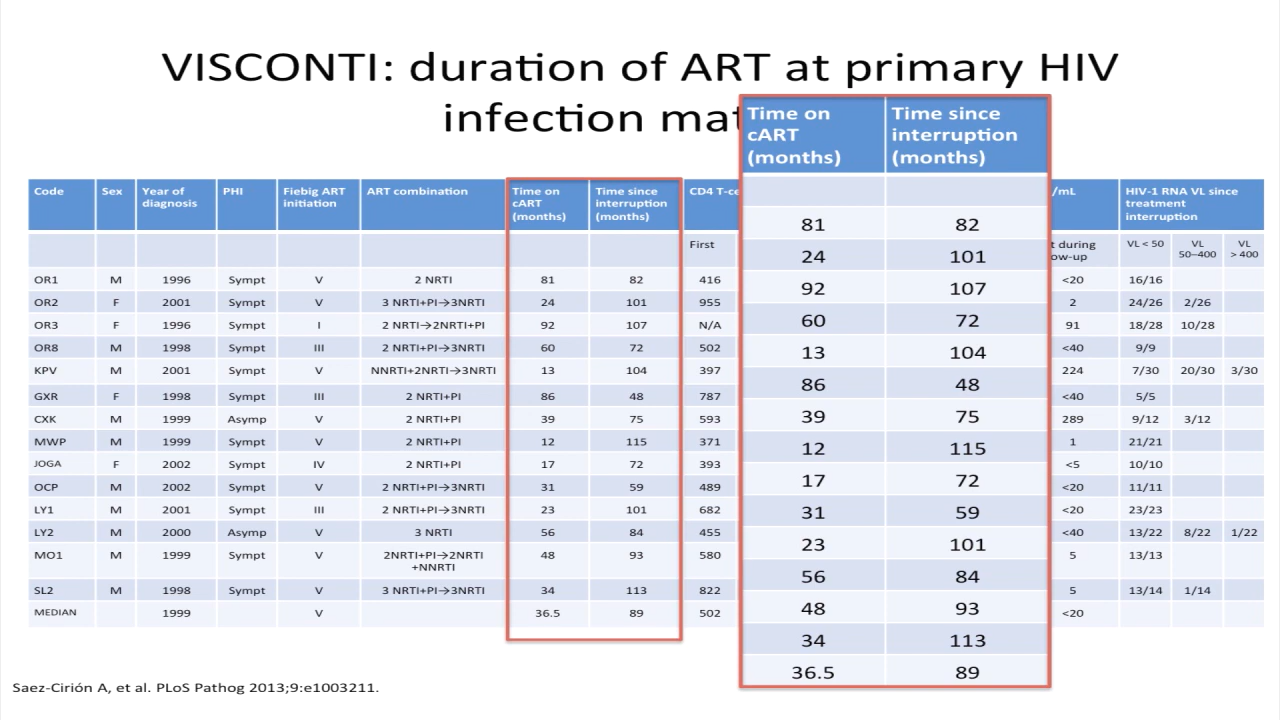 VISCONTI: duration of ART at primary HIV
infection
Time on cART (months) Time since interruption (months)
81 82
24 101
92 107
60 72
13 104
86 48
39 75
12 115
17 72
31 59
23 101
56 84
48 93
34 113
36.5 89
Code Sex Year of diagnosis PHI Fiebig ART initiation ART combination Time on cART (months) Time since interruption (months) CD4 /mL HIV-1 RNA VL since treatment interruption
First during VL < 50 VL 50–400 VL > 400
OR1 M 1996 Sympt V 2 NRTI 81 82 416 <20 16/16
OR2 F 2001 Sympt V 3 NRTI+PI→3NRTI 24 101 955 2 24/26 2/26
OR3 F 1996 Sympt I 2 NRTI→2NRTI+PI 92 107 N/A 91 18/28 10/28
OR8 M 1998 Sympt III 2 NRTI+PI→3NRTI 60 72 502 <40 9/9
KPV M 2001 Sympt V NNRTI+2NRTI→3NRTI 13 104 397 224 7/30 20/30 3/30
GXR F 1998 Sympt III 2 NRTI+PI 86 48 787 <40 5/5
CXK M 1999 Asymp V 2 NRTI+PI 39 75 593 289 9/12 3/12
MWP M 1999 Sympt V 2 NRTI+PI 12 115 371 1 21/21
JOGA F 2002 Sympt IV 2 NRTI+PI 17 72 393 <5 10/10
OCP M 2002 Sympt V 2 NRTI+PI→3NRTI 31 59 489 <20 11/11
LY1 M 2001 Sympt III 2 NRTI+PI→3NRTI 23 101 682 <20 23/23
LY2 M 2000 Asymp V 3 NRTI 56 84 455 <40 13/22 8/22 1/22
MO1 M 1999 Sympt V 2NRTI+PI→2NRTI +NNRTI 48 93 580 5 13/13
SL2 M 1998 Sympt V 3 NRTI+PI→3NRTI 34 113 822 5 13/14 1/14
MEDIAN 1999 V 36.5 89 502 <20
Saez-Cirión A, et al. PLoS Pathog 2013;9:e1003211.